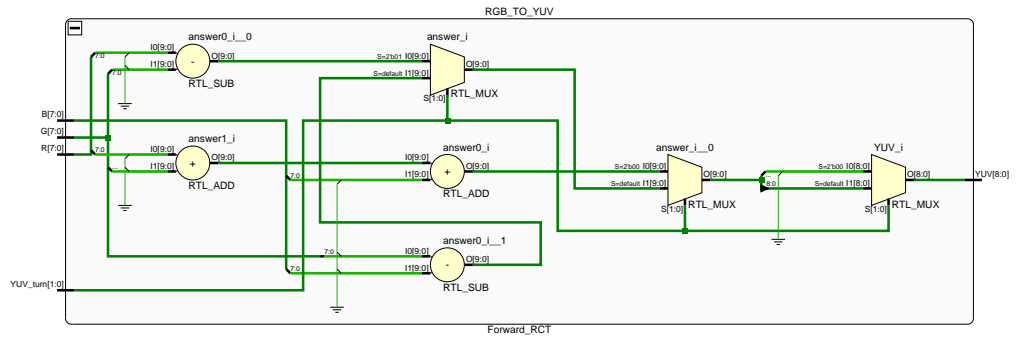 RGB_TO_YUV
answer0_i__0
I0[9:0]
7:0
I1[9:0]
7:0
-
O[9:0]
RTL_SUB
answer_i
S=2'b01 I0[9:0]
S=default I1[9:0]
O[9:0]
S[1:0]
RTL_MUX
B[7:0]
G[7:0]
R[7:0]
answer1_i
7:0
I0[9:0]
I1[9:0]
+
O[9:0]
RTL_ADD
answer0_i
I0[9:0]
7:0
I1[9:0]
+
O[9:0]
RTL_ADD
answer_i__0
S=2'b00 I0[9:0]
S=default I1[9:0]
O[9:0]
S[1:0]
RTL_MUX
YUV_i
...
S=2'b00 I0[8:0]
8:0
S=default I1[8:0]
O[8:0]
S[1:0]
RTL_MUX
YUV[8:0]
answer0_i__1
7:0
I0[9:0]
7:0
I1[9:0]
-
O[9:0]
RTL_SUB
YUV_turn[1:0]
Forward_RCT